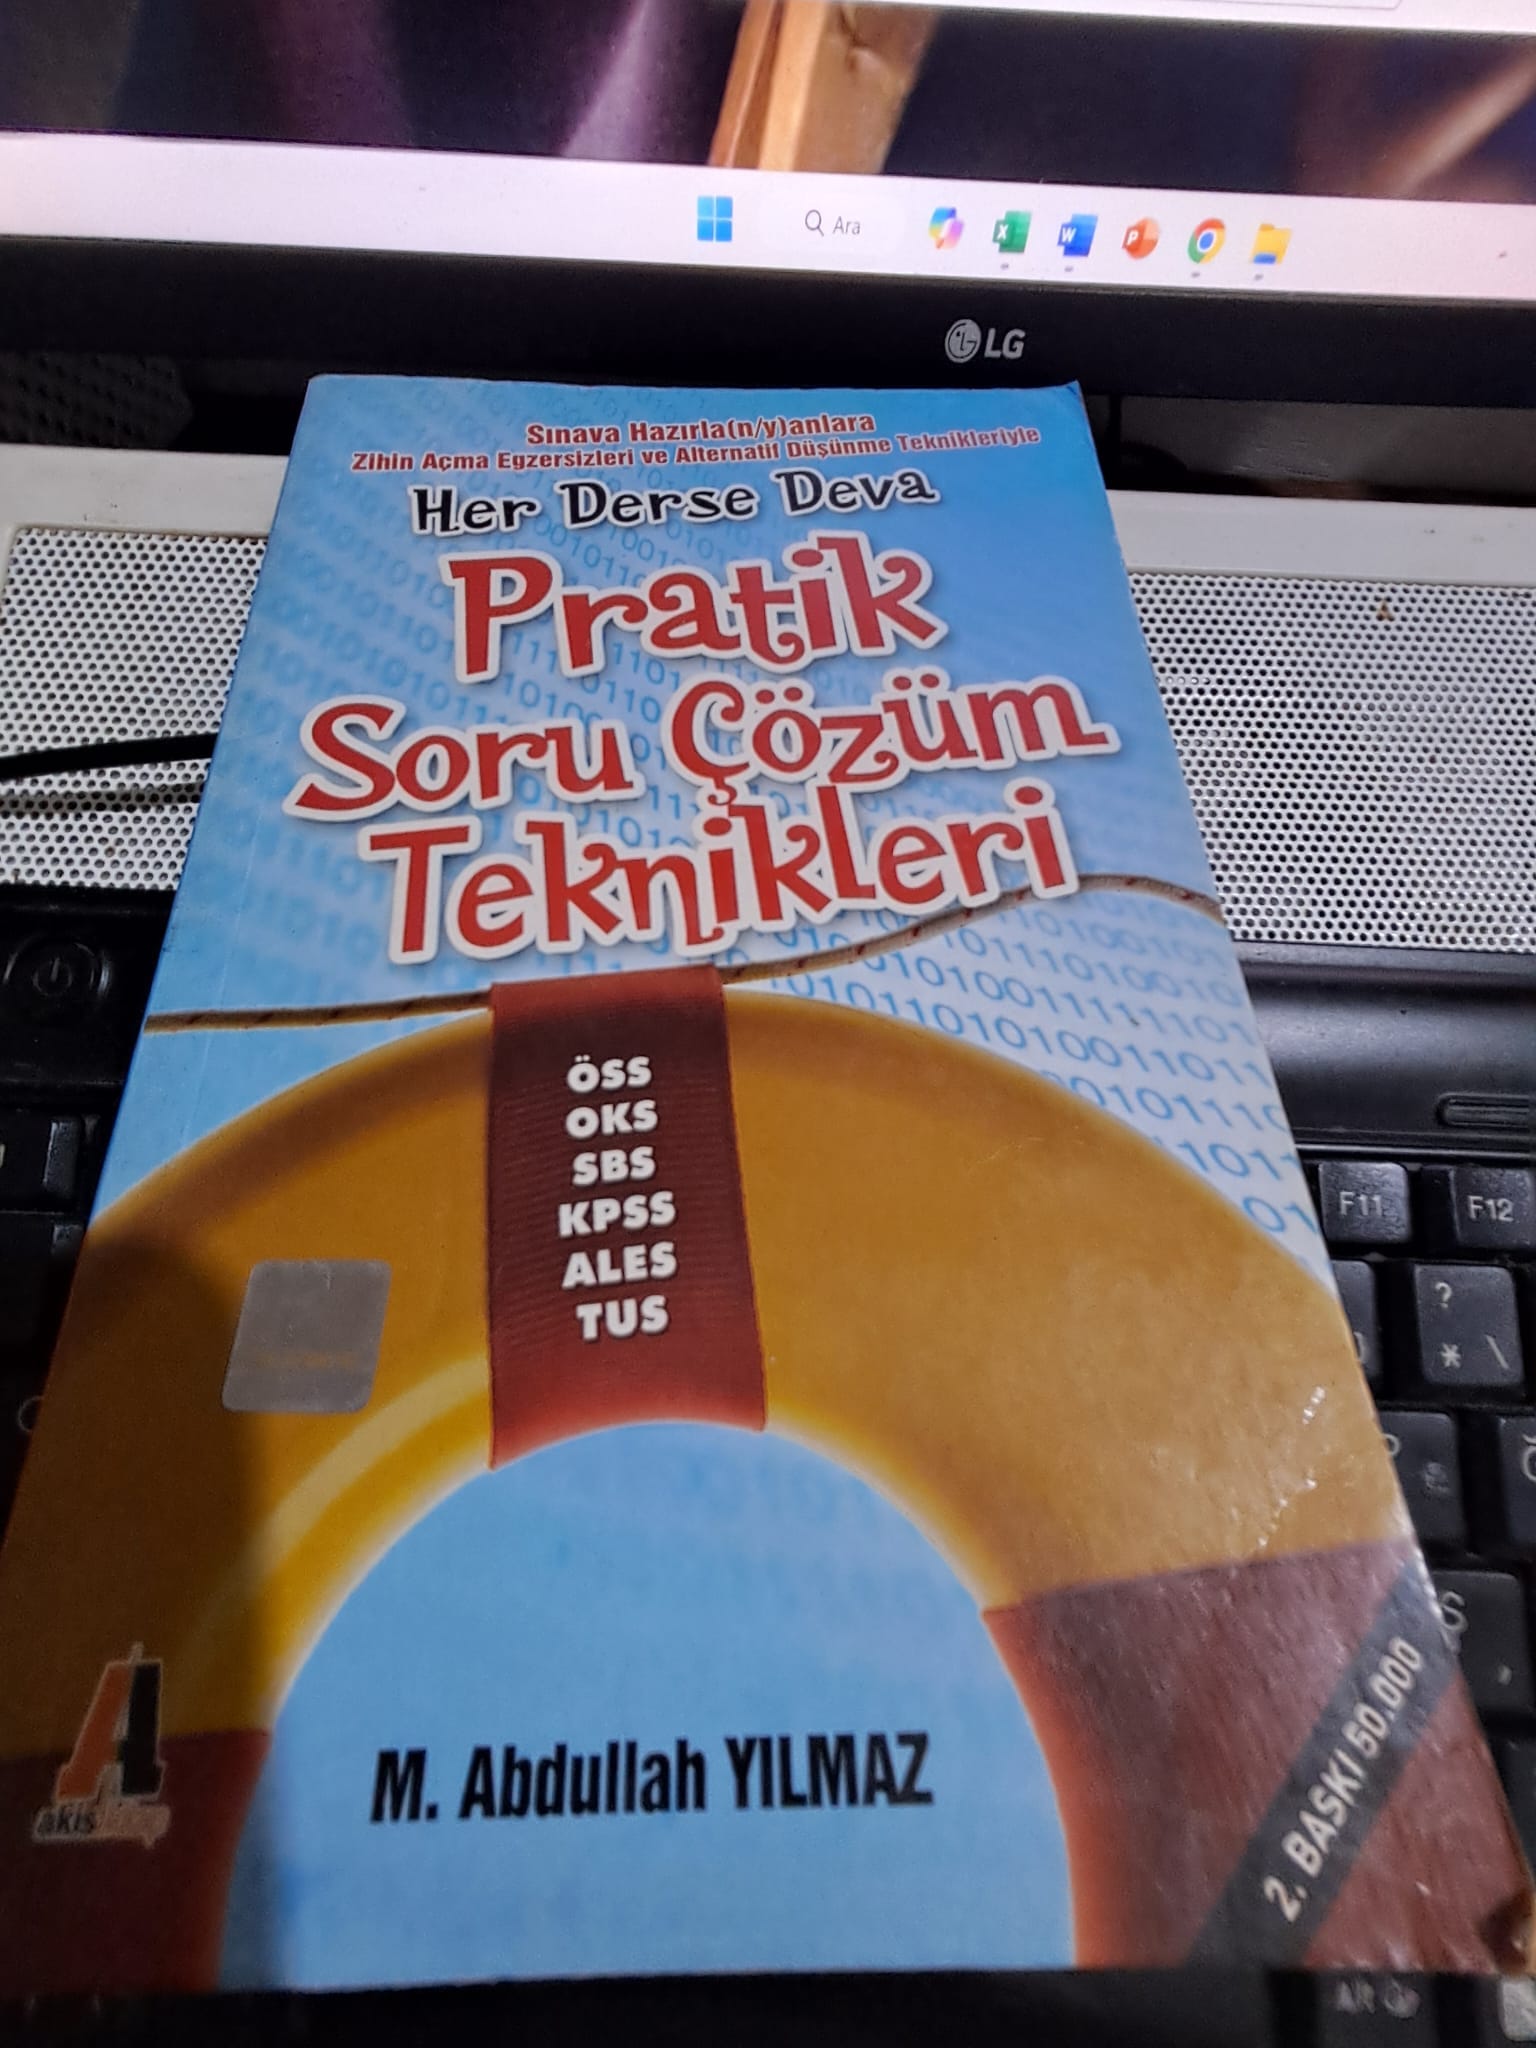 Ara
LG
Sınava Hazırla(n/y)anlara
Zihin Açma Egzersizleri ve Alternatif Düşünme Teknikleriyle
Her Derse Deva
Pratik
Soru Çözüm
Teknikleri
ÖSS
OKS
SBS
KPSS
ALES
TUS
F11
F12
?
* \
akis
M. Abdullah YILMAZ
2. BASKI 50.000